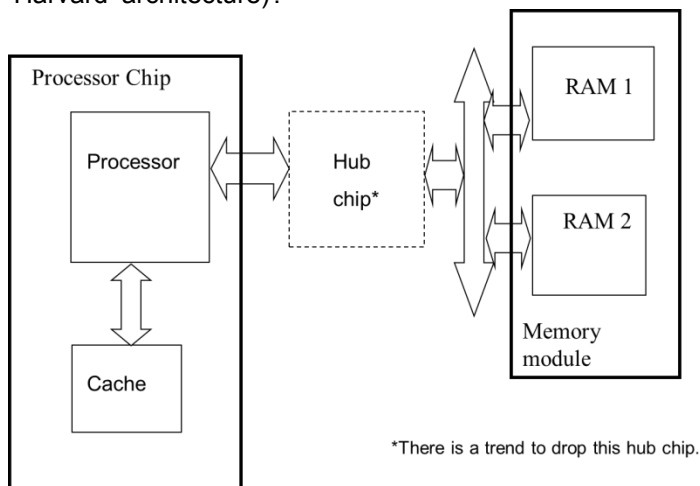 Harvard architecture)?
Processor Chip
Processor
Cache
Hub
chip*
RAM 1
RAM 2
Memory
module
*There is a trend to drop this hub chip.